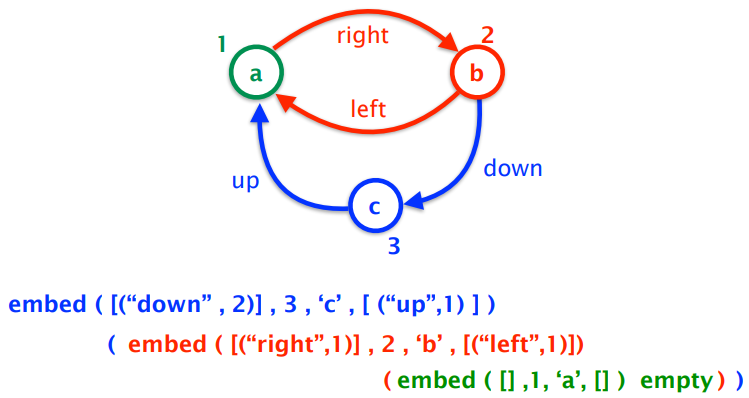 1
right
2
a
b
left
up
down
c
3
embed ( [(“down” , 2)] , 3 , ‘c’ , [ (“up”,1) ] )
( embed ( [(“right”,1)] , 2 , ‘b’ , [(“left”,1)])
(embed ( [] ,1, ‘a’, [] ) empty) )